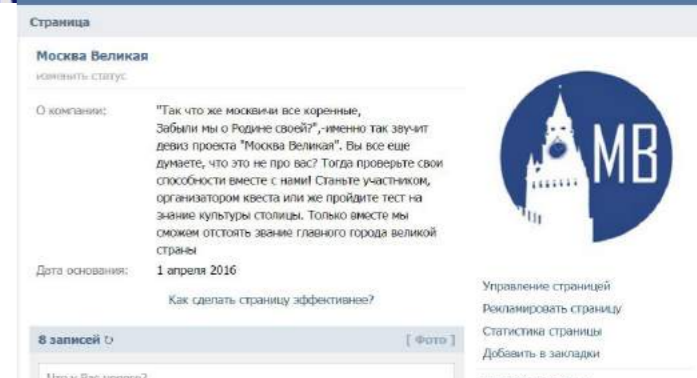 Страница
Москва Великая
изменить статус
О компании:
"Так что же москвичи все коренные,
Забыли мы о Родине своей?",-именно так звучит
девиз проекта "Москва Великая". Вы все еще
думаете, что это не про вас? Тогда проверьте свои
способности вместе с нами! Станьте участником,
организатором квеста или же пройдите тест на
знание культуры столицы. Только вместе мы
сможем отстоять звание главного города великой
страны
Дата основания: 1 апреля 2016
Как сделать страницу эффективнее?
8 записей [ Фото ]
МВ
Управление страницей
Рекламировать страницу
Статистика страницы
Добавить в закладки